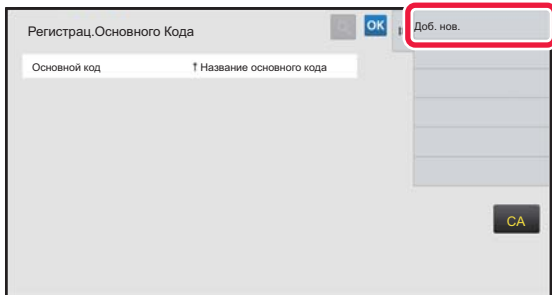 Регистрац.Основного Кода
OK
Доб. нов.
Основной код
Название основного кода
CA